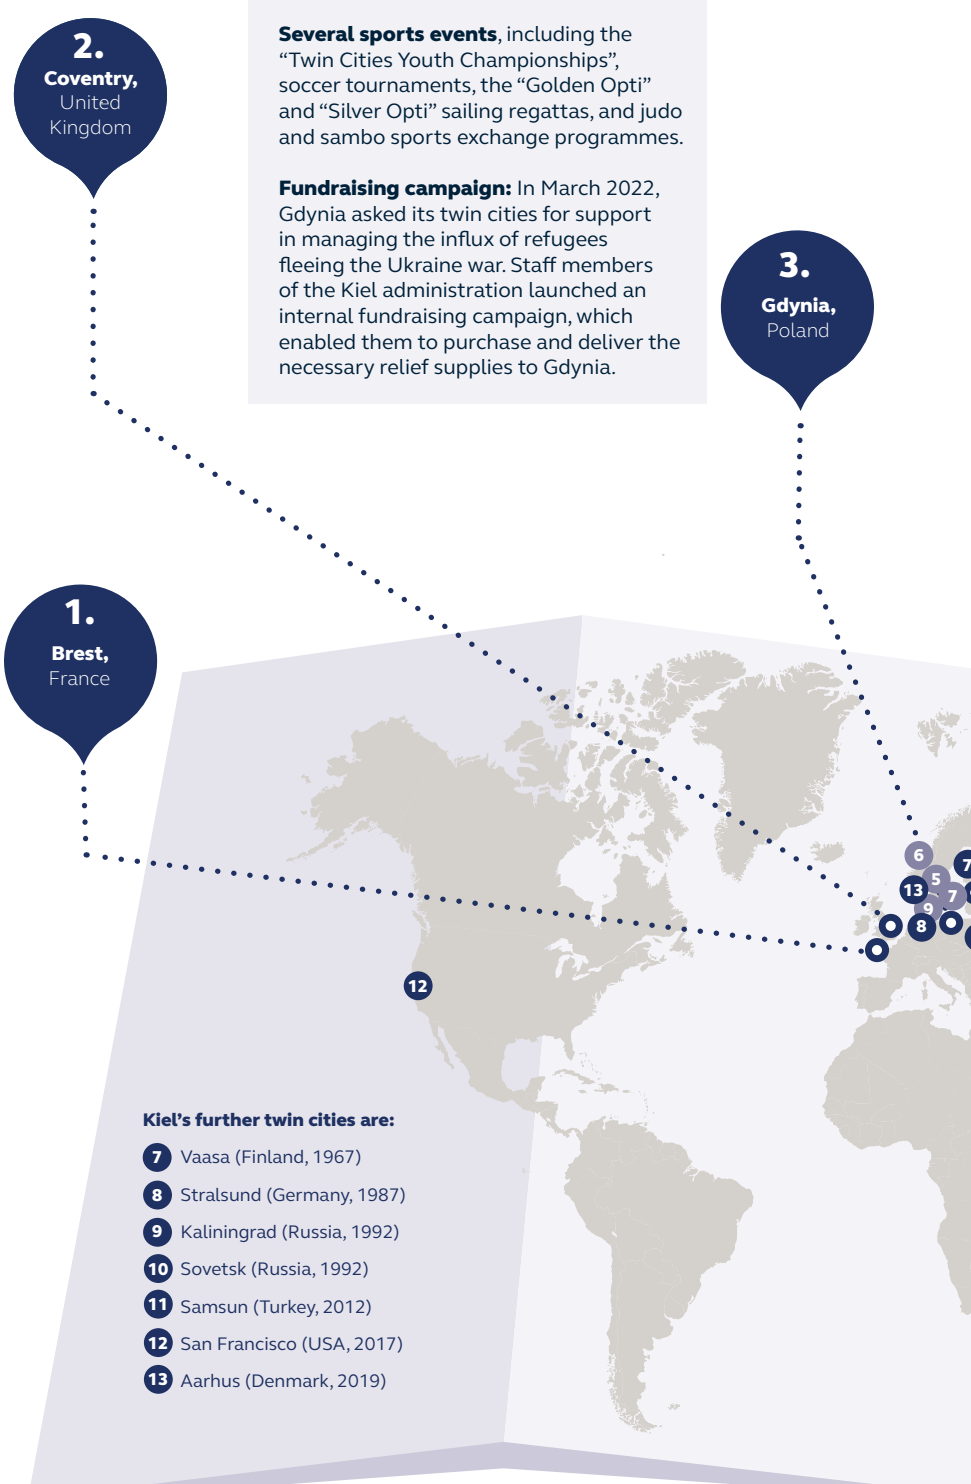 2.
Coventry,
United
Kingdom
Several sports events, including the
“Twin Cities Youth Championships”,
soccer tournaments, the “Golden Opti”
and “Silver Opti” sailing regattas, and judo
and sambo sports exchange programmes.
Fundraising campaign: In March 2022,
Gdynia asked its twin cities for support
in managing the influx of refugees
fleeing the Ukraine war. Staff members
of the Kiel administration launched an
internal fundraising campaign, which
enabled them to purchase and deliver the
necessary relief supplies to Gdynia.
3.
Gdynia,
Poland
1.
Brest,
France
6
7
5
13
7
9
8
12
Kiel’s further twin cities are:
7 Vaasa (Finland, 1967)
8 Stralsund (Germany, 1987)
9 Kaliningrad (Russia, 1992)
10 Sovetsk (Russia, 1992)
11 Samsun (Turkey, 2012)
12 San Francisco (USA, 2017)
13 Aarhus (Denmark, 2019)